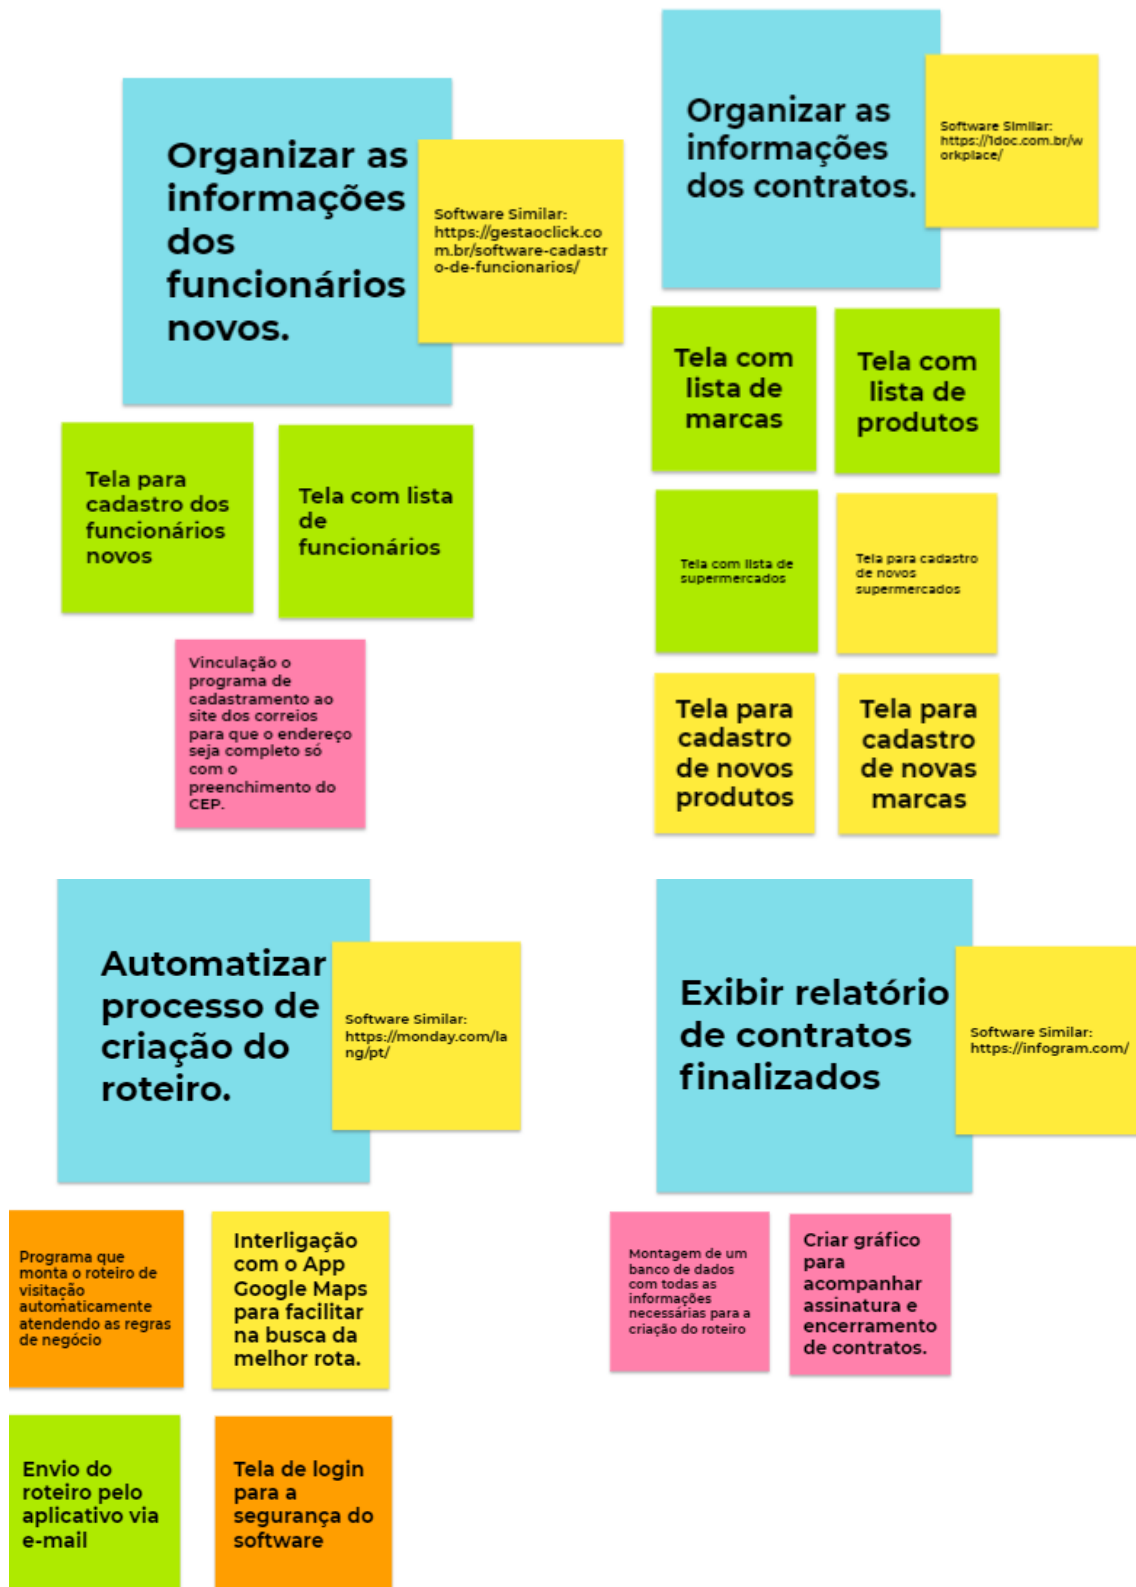 Organizar as
informações
dos
funcionários
novos.
Software Similar:
https://gestaoclick.co
m.br/software-cadastr
o-de-funcionarios/
Tela para
cadastro dos
funcionários
novos
Tela com lista
de
funcionários
Vinculação o
programa de
cadastramento ao
site dos correios
para que o endereço
seja completo só
com o
preenchimento do
CEP.
Organizar as
informações
dos contratos.
Software Similar:
https://1doc.com.br/w
orkplace/
Tela com
lista de
marcas
Tela com
lista de
produtos
Tela com lista de
supermercados
Tela para cadastro
de novos
supermercados
Tela para
cadastro
de novos
produtos
Tela para
cadastro
de novas
marcas
Automatizar
processo de
criação do
roteiro.
Software Similar:
https://monday.com/la
ng/pt/
Programa que
monta o roteiro de
visitação
automaticamente
atendendo as regras
de negócio
Interligação
com o App
Google Maps
para facilitar
na busca da
melhor rota.
Envio do
roteiro pelo
aplicativo via
e-mail
Tela de login
para a
segurança do
software
Exibir relatório
de contratos
finalizados
Software Similar:
https://infogram.com/
Montagem de um
banco de dados
com todas as
informações
necessárias para a
criação do roteiro
Criar gráfico
para
acompanhar
assinatura e
encerramento
de contratos.